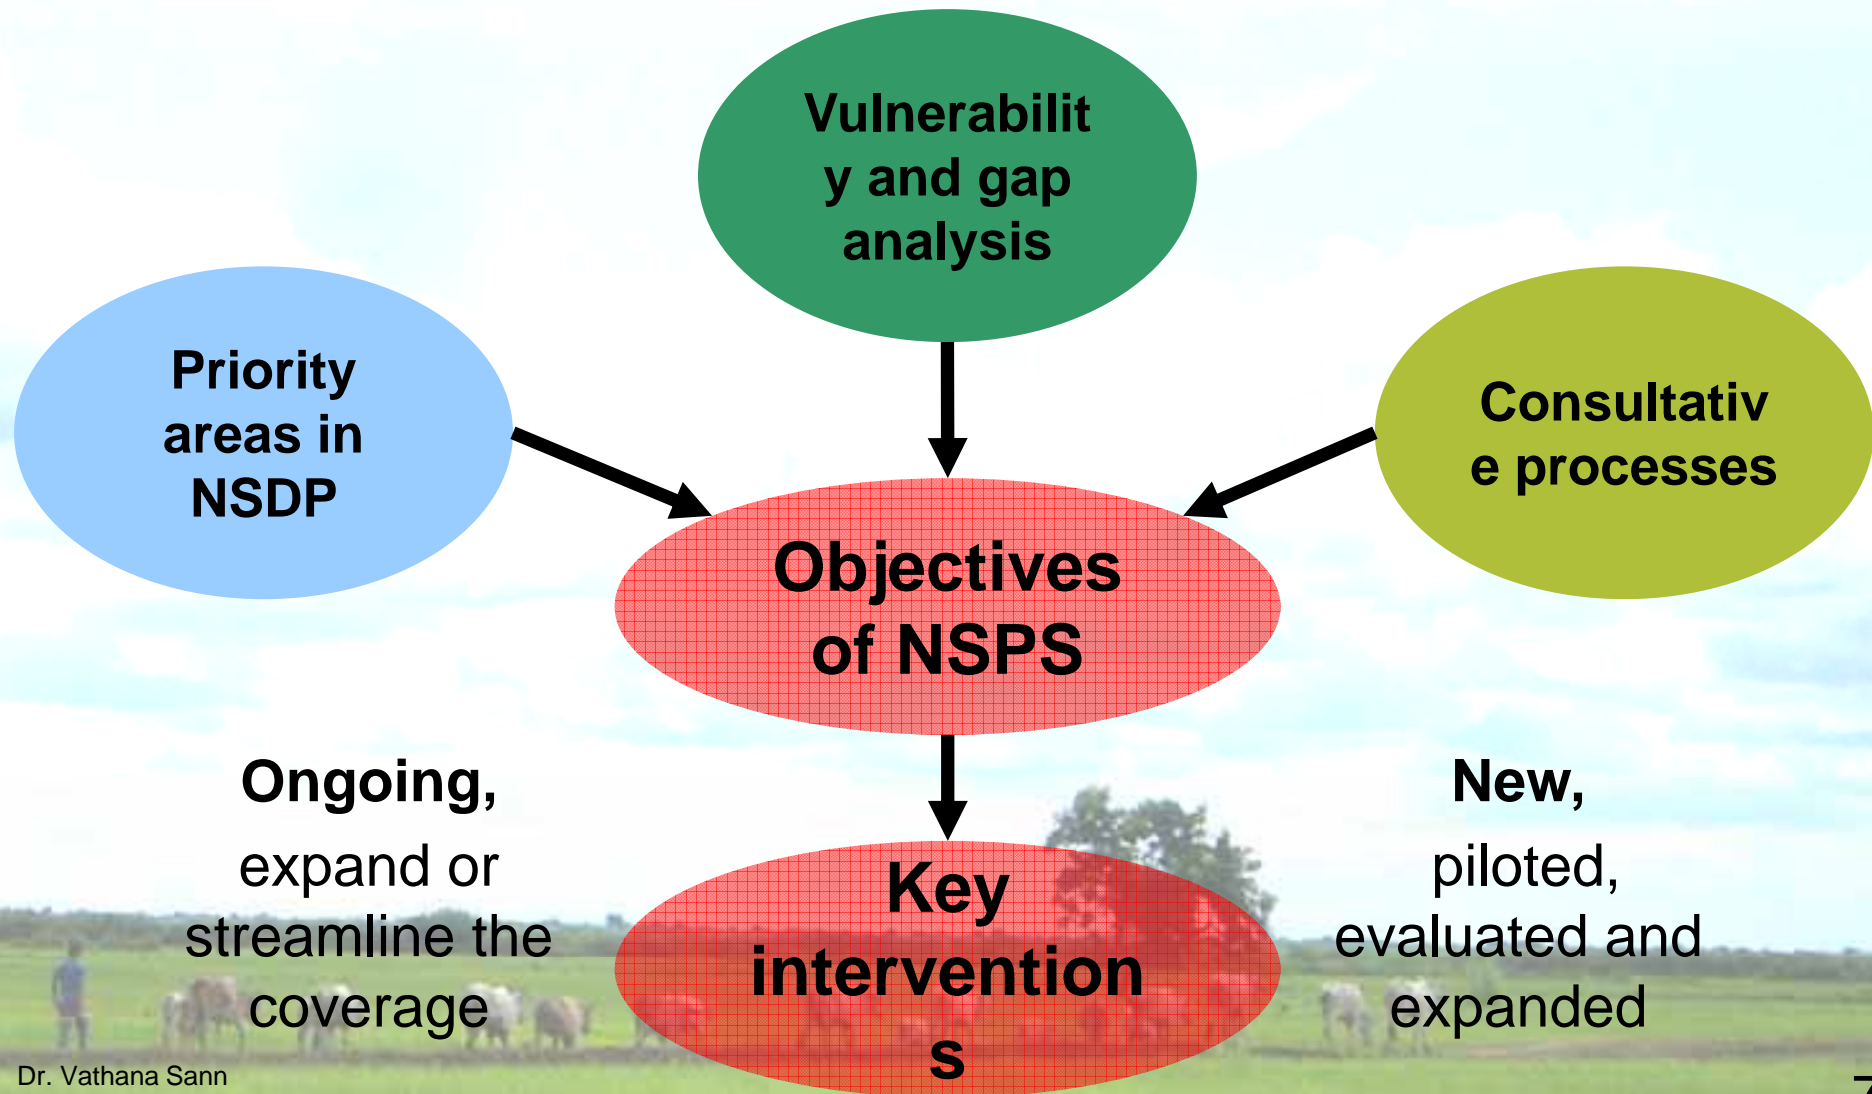 Vulnerabilit
y and gap
analysis
Priority
areas in
NSDP
Consultativ
e processes
Objectives
of NSPS
Ongoing,
expand or
streamline the
coverage
New,
piloted,
evaluated and
expanded
Key
intervention
s
Dr. Vathana Sann
7